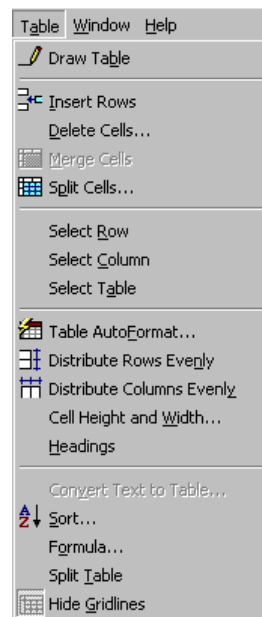 Table Window Help
Draw Table
Insert Rows
Delete Cells...
Merge Cells
Split Cells...
Select Row
Select Column
Select Table
Table AutoFormat...
Distribute Rows Evenly
Distribute Columns Evenly
Cell Height and Width...
Headings
Convert Text to Table...
Sort...
Formula...
Split Table
Hide Gridlines